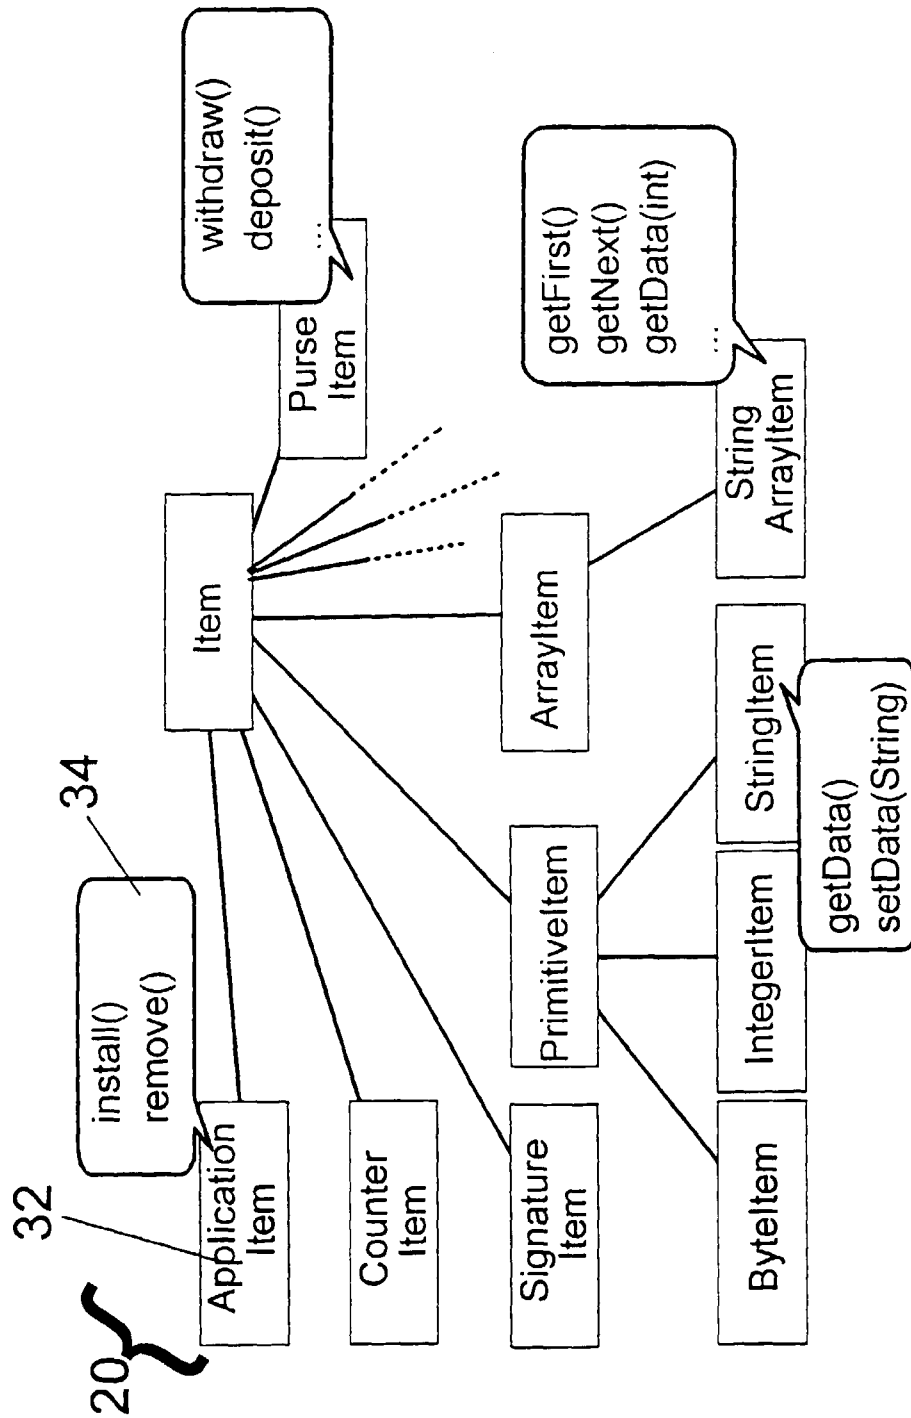 20
32
34
install()
remove()
Application
Item
Counter
Item
Signature
Item
Item
withdraw()
deposit()
...
Purse
Item
PrimitiveItem
ArrayItem
getFirst()
getNext()
getData(int)
...
ByteItem
IntegerItem
StringItem
String
ArrayItem
getData()
setData(String)